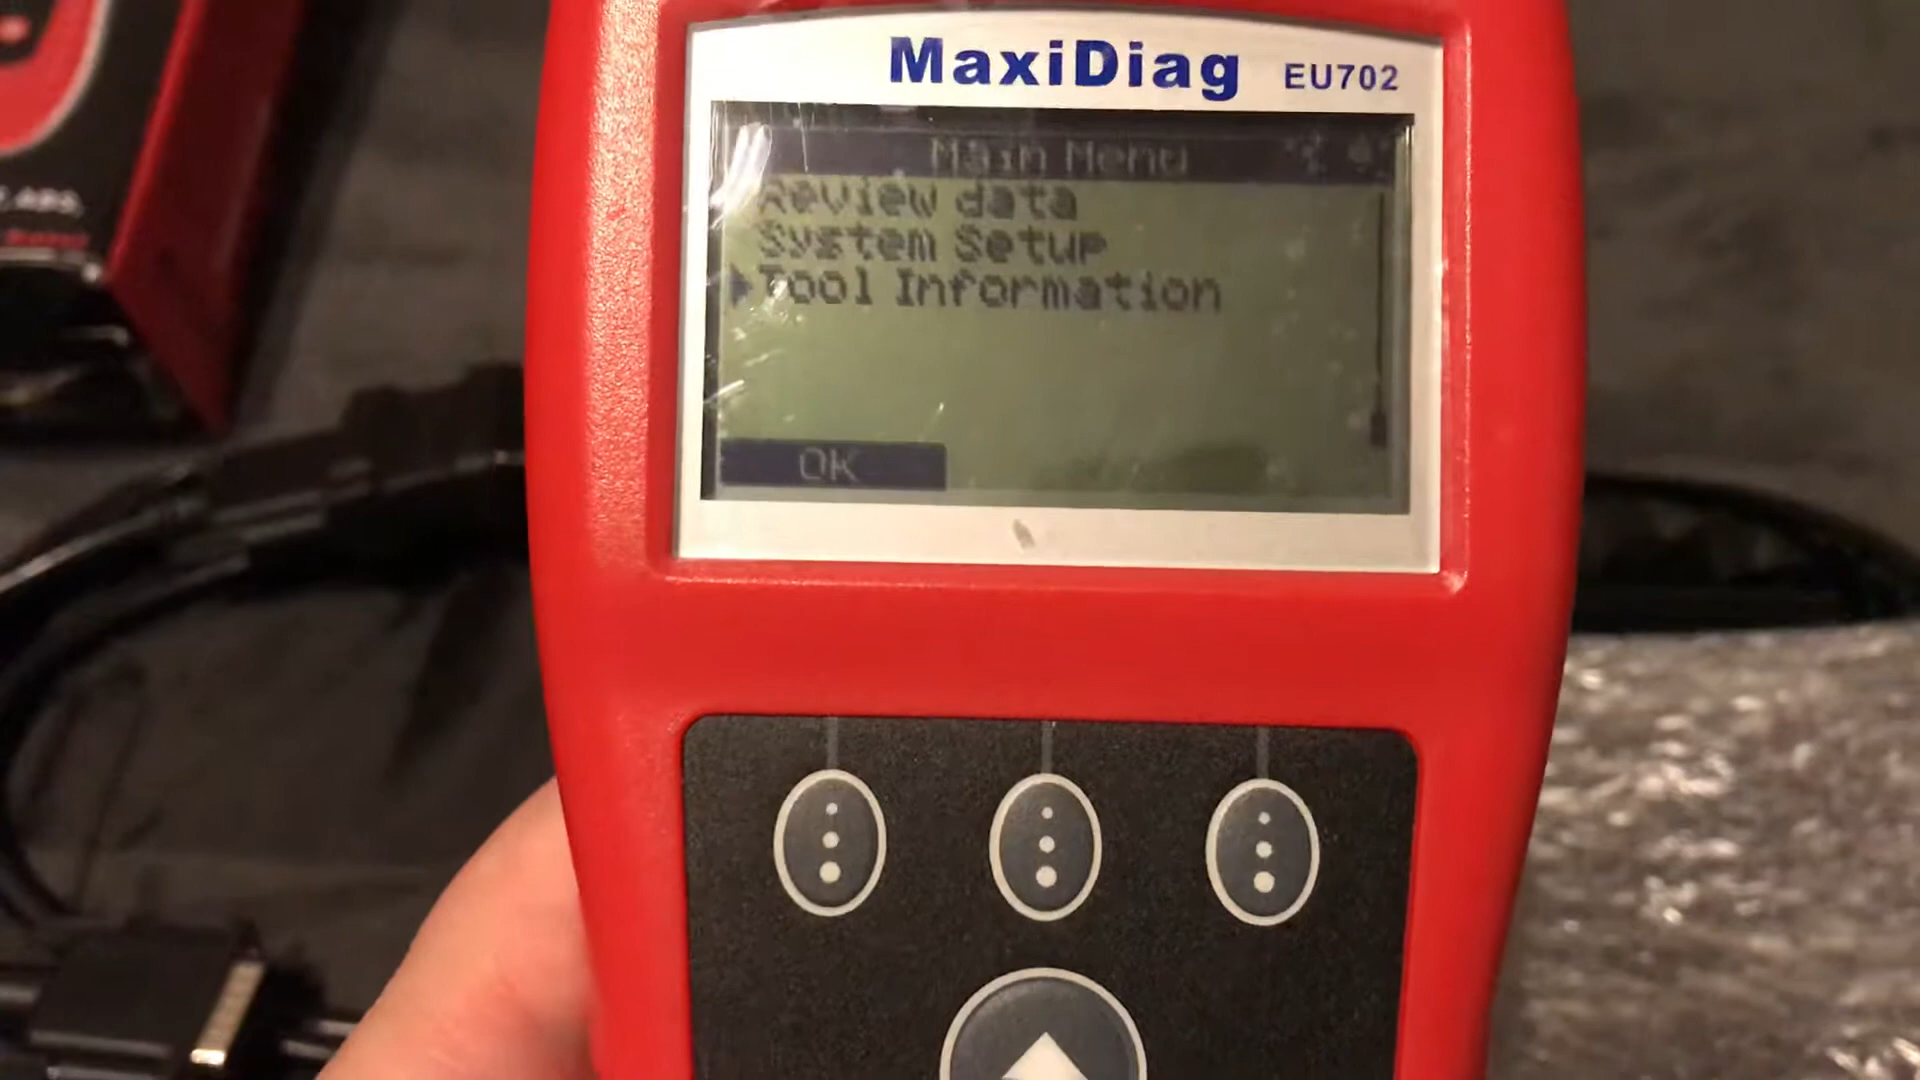 MaxiDiag EU702
Main Menu
Review data
System Setup
Tool Information
OK